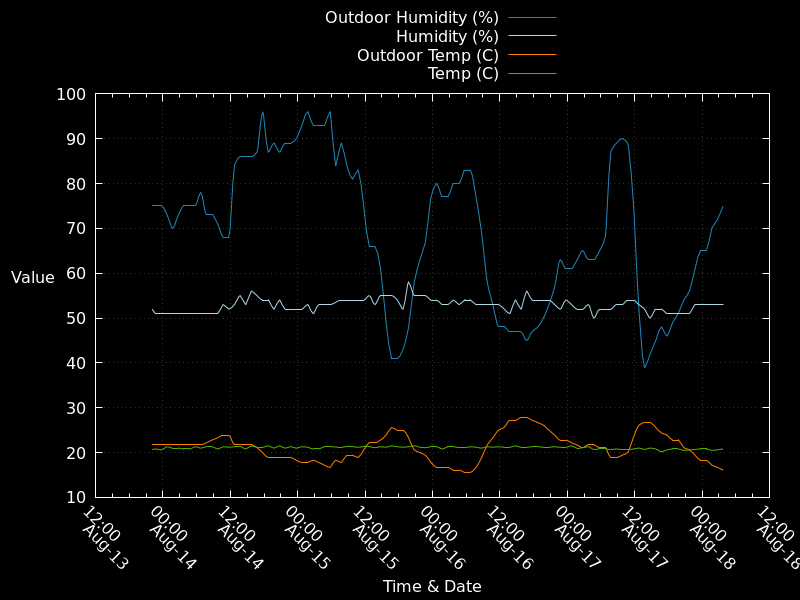 Outdoor Humidity (%)
Humidity (%)
Outdoor Temp (C)
Temp (C)
100
90
80
70
60
50
40
30
20
10
Value
12:00
Aug-13
00:00
Aug-14
12:00
Aug-14
00:00
Aug-15
12:00
Aug-15
00:00
Aug-16
12:00
Aug-16
00:00
Aug-17
12:00
Aug-17
00:00
Aug-18
12:00
Aug-18
Time & Date